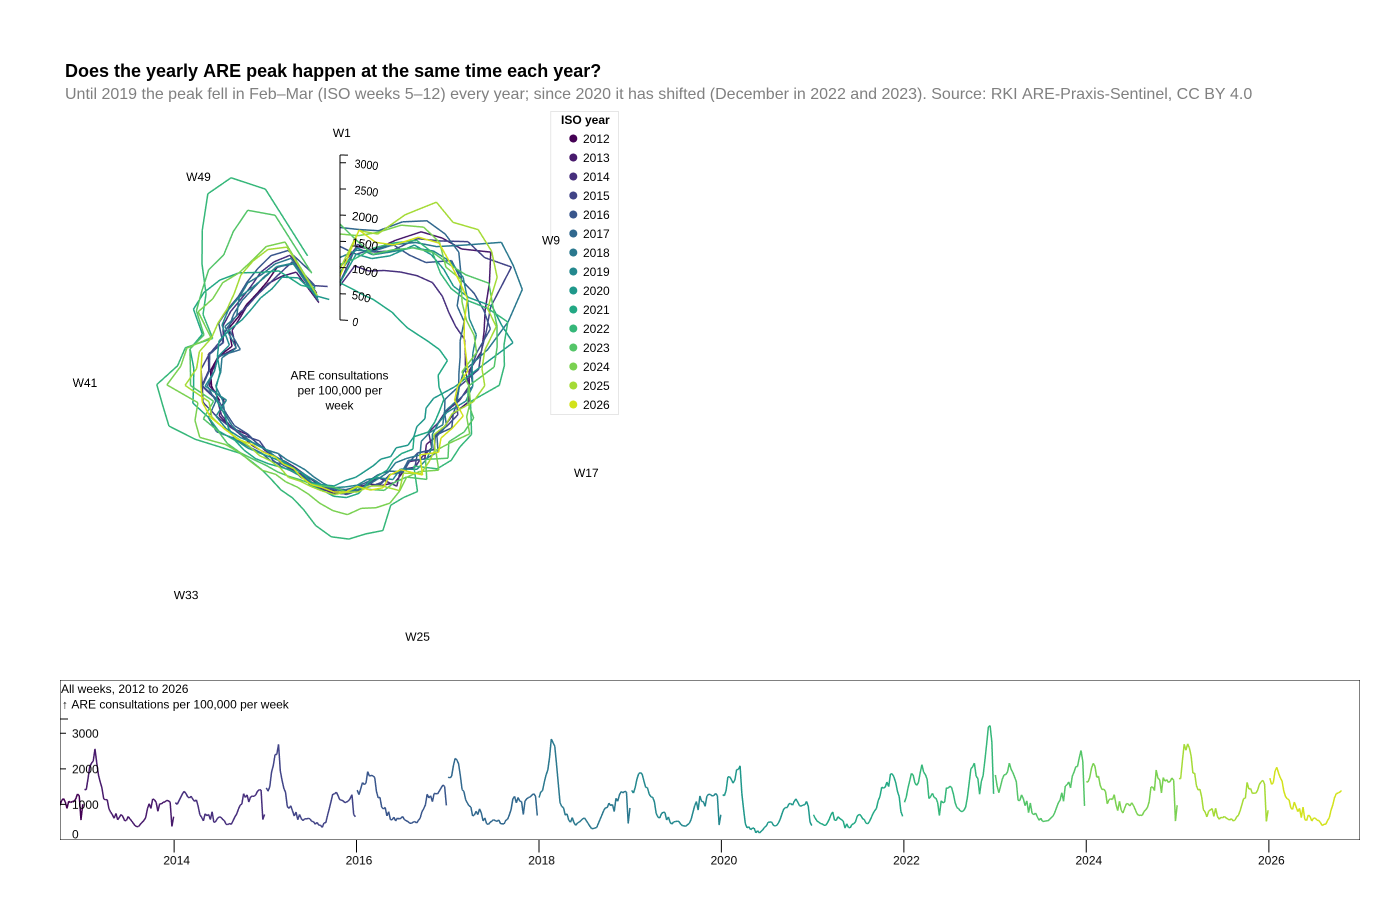 Does the yearly ARE peak happen at the same time each year?
Until 2019 the peak fell in Feb–Mar (ISO weeks 5–12) every year; since 2020 it has shifted (December in 2022 and 2023). Source: RKI ARE-Praxis-Sentinel, CC BY 4.0
W1
W9
W17
W25
W33
W41
W49
3000
2500
2000
1500
1000
500
0
ARE consultations
per 100,000 per
week
ISO year
2012
2013
2014
2015
2016
2017
2018
2019
2020
2021
2022
2023
2024
2025
2026
All weeks, 2012 to 2026
↑ ARE consultations per 100,000 per week
3000
2000
1000
0
2014
2016
2018
2020
2022
2024
2026